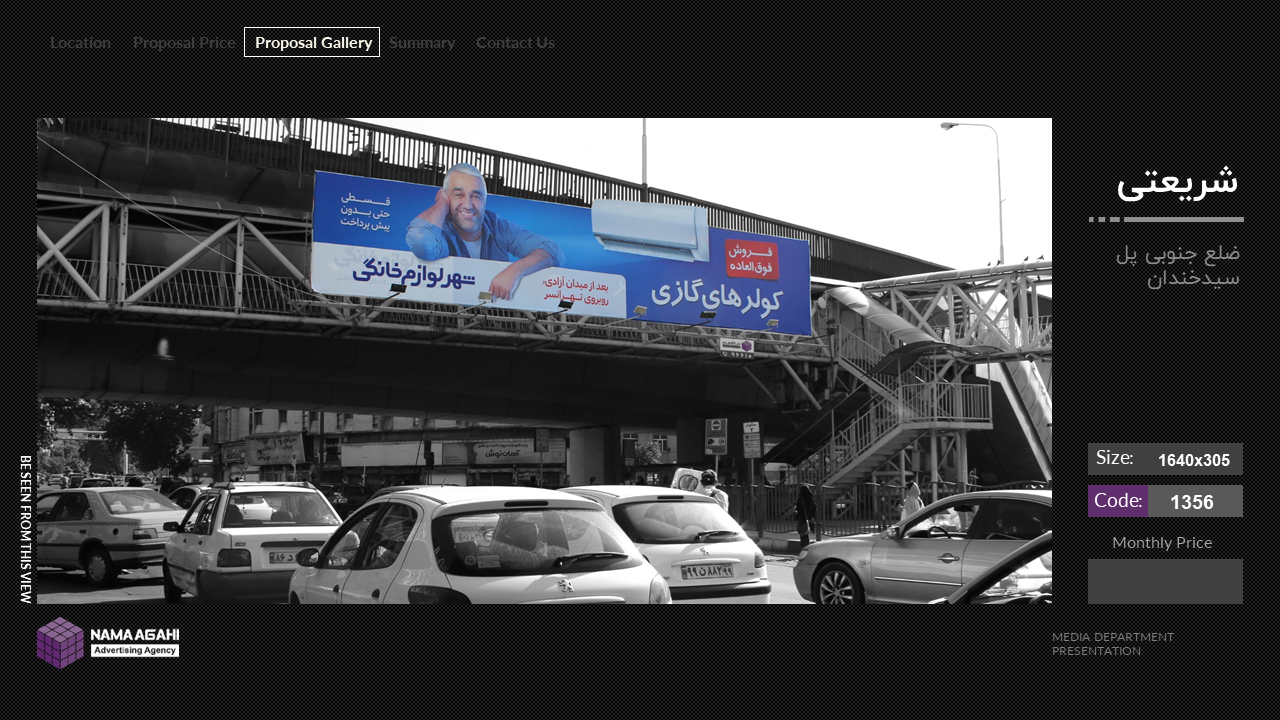 Location
Proposal Price
Proposal Gallery
Summary
Contact Us
قسطی
حتی بدون
پیش پرداخت
شهر لوازم خانگی
بعد از میدان آزادی،
روبروی تهرانسر
فروش
فوق العاده
کولرهای گازی
شریعتی
ضلع جنوبی پل
سیدخندان
Size: 1640x305
Code: 1356
Monthly Price
BE SEEN FROM THIS VIEW
NAMA AGAHI
Advertising Agency
MEDIA DEPARTMENT
PRESENTATION